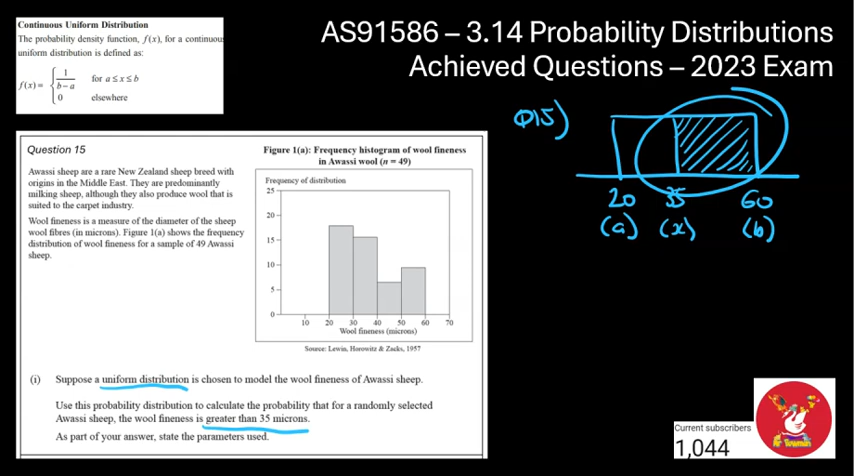 Continuous Uniform Distribution
The probability density function, f(x), for a continuous
uniform distribution is defined as:
f(x) = { 1/(b−a) for a ≤ x ≤ b
0 elsewhere
AS91586 – 3.14 Probability Distributions
Achieved Questions – 2023 Exam
Q15)
20 35 60
(a) (x) (b)
Question 15
Awassi sheep are a rare New Zealand sheep breed with
origins in the Middle East. They are predominantly
milking sheep, although they also produce wool that is
suited to the carpet industry.
Wool fineness is a measure of the diameter of the sheep
wool fibres (in microns). Figure 1(a) shows the frequency
distribution of wool fineness for a sample of 49 Awassi
sheep.
Figure 1(a): Frequency histogram of wool fineness
in Awassi wool (n = 49)
Frequency of distribution
25
20
15
10
5
0
10 20 30 40 50 60 70
Wool fineness (microns)
Source: Lewin, Horowitz & Zacks, 1957
(i) Suppose a uniform distribution is chosen to model the wool fineness of Awassi sheep.
Use this probability distribution to calculate the probability that for a randomly selected
Awassi sheep, the wool fineness is greater than 35 microns.
As part of your answer, state the parameters used.
Current subscribers
1,044